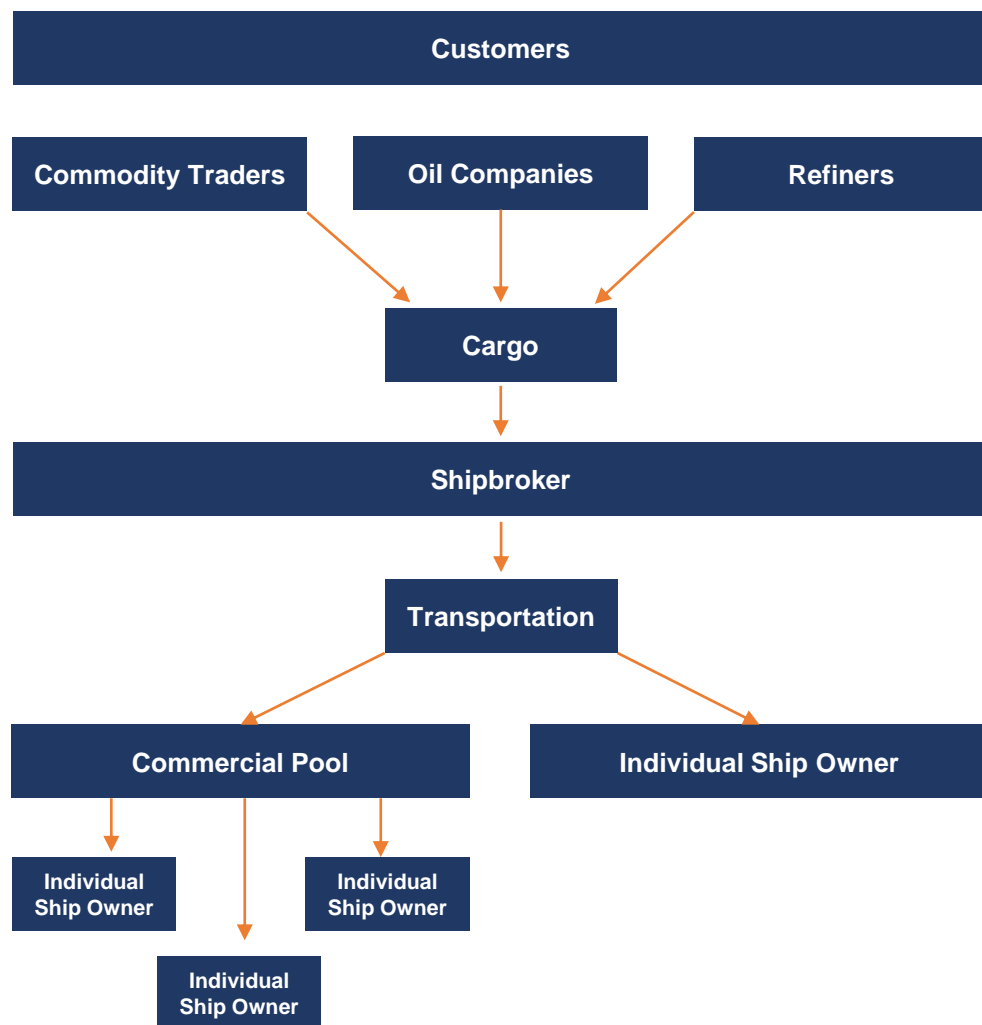 Customers
Commodity Traders
Oil Companies
Refiners
Cargo
Shipbroker
Transportation
Commercial Pool
Individual Ship Owner
Individual
Ship Owner
Individual
Ship Owner
Individual
Ship Owner